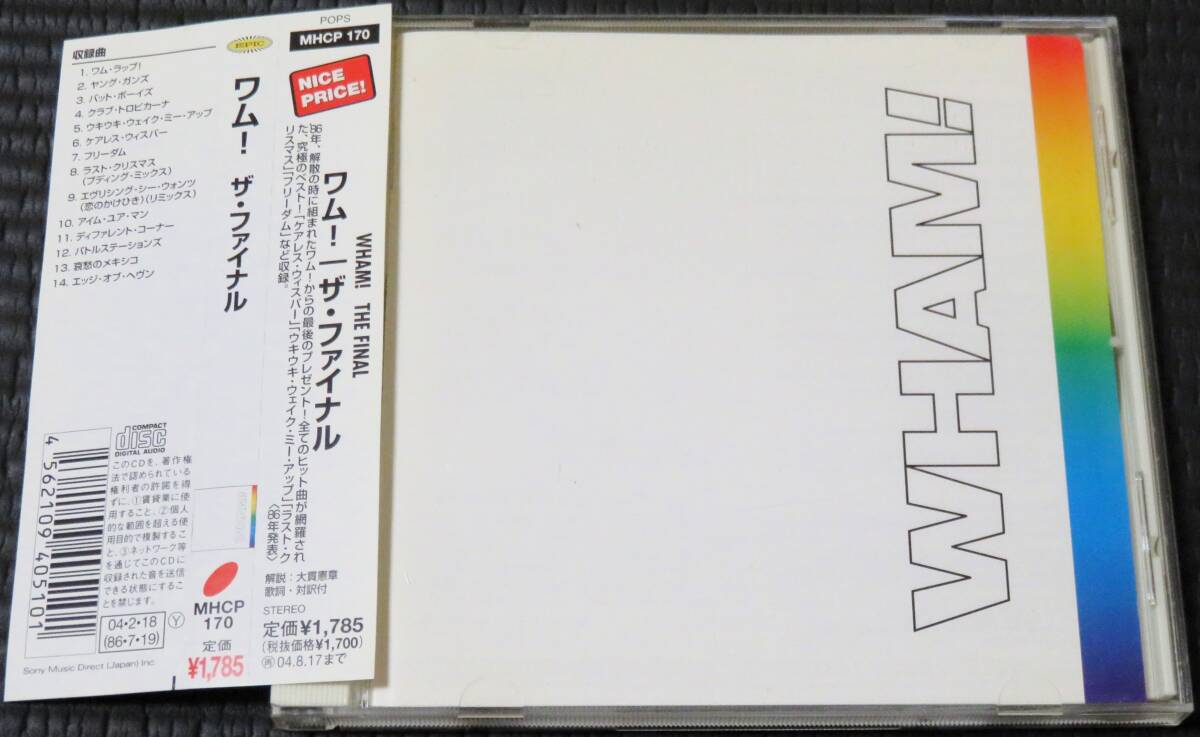 収録曲
1. ワム・ラップ!
2. ヤング・ガンズ
3. バット・ボーイズ
4. クラブ・トロピカーナ
5. ウキウキ・ウェイク・ミー・アップ
6. ケアレス・ウィスパー
7. フリーダム
8. ラスト・クリスマス
(プディング・ミックス)
9. エヴリシング・シー・ウォンツ
(恋のかけひき)(リミックス)
10. アイム・ユア・マン
11. ディファレント・コーナー
12. バトルステーションズ
13. 哀愁のメキシコ
14. エッジ・オブ・ヘヴン
4 562109 405101
COMPACT
disc
DIGITAL AUDIO
このCDを、著作権
法で認められている
権利者の許諾を得
ずに、①賃貸業に使
用すること、②個人
的な範囲を超える使
用目的で複製するこ
と、③ネットワーク等
を通じてこのCDに
収録された音を送信
できる状態にするこ
とを禁じます。
04・2・18
(86・7・19)
Y
Sony Music Direct (Japan) Inc.
EPIC
ワム! ザ・ファイナル
MHCP
170
定価
¥1,785
POPS
MHCP 170
NICE
PRICE!
WHAM! THE FINAL
ワム!/ザ・ファイナル
'86年、解散の時に組まれたワム!からの最後のプレゼント!全てのヒット曲が網羅され
た、究極のベスト!「ケアレス・ウィスパー」「ウキウキ・ウェイク・ミー・アップ」「ラスト・ク
リスマス」「フリーダム」など収録。
〈86年発表〉
解説:大貫憲章
歌詞・対訳付
STEREO
定価¥1,785
(税抜価格¥1,700)
再04.8.17まで
WHAM!